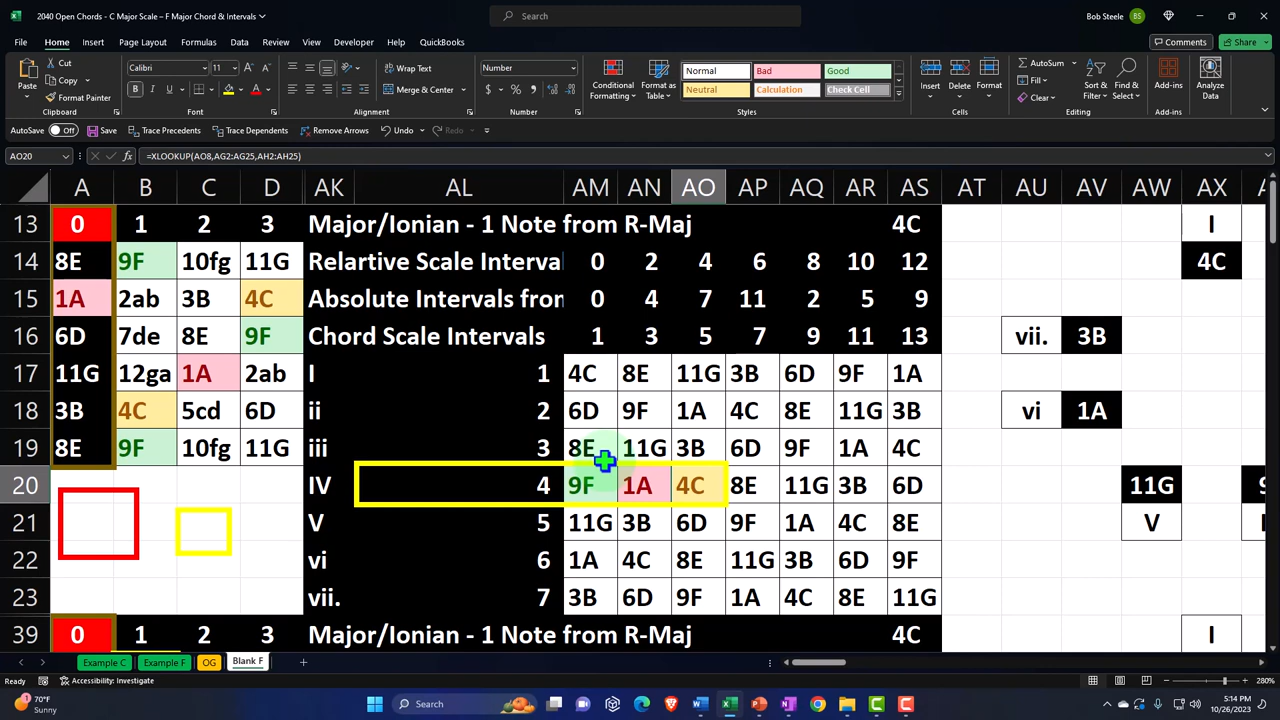 2040 Open Chords - C Major Scale – F Major Chord & Intervals
Search
Bob Steele
BS
File Home Insert Page Layout Formulas Data Review View Developer Automate Help QuickBooks
Comments
Share
Paste
Cut
Copy
Format Painter
Clipboard
Calibri
11
B I U
Font
Wrap Text
Merge & Center
Alignment
Number
$ % ,
Number
Conditional Formatting
Format as Table
Normal Bad Good
Neutral Calculation Check Cell
Styles
Insert Delete Format
Cells
AutoSum
Fill
Clear
Sort & Filter
Find & Select
Editing
Add-ins
Add-ins
Analyze Data
AutoSave Off Save Trace Precedents Trace Dependents Remove Arrows Undo Redo
AO20 fx =XLOOKUP(AO8,AG2:AG25,AH2:AH25)
A B C D AK AL AM AN AO AP AQ AR AS AT AU AV AW AX
13 0 1 2 3 Major/Ionian - 1 Note from R-Maj 4C I
14 8E 9F 10fg 11G Relartive Scale Interva 0 2 4 6 8 10 12 4C
15 1A 2ab 3B 4C Absolute Intervals fron 0 4 7 11 2 5 9
16 6D 7de 8E 9F Chord Scale Intervals 1 3 5 7 9 11 13 vii. 3B
17 11G 12ga 1A 2ab I 1 4C 8E 11G 3B 6D 9F 1A
18 3B 4C 5cd 6D ii 2 6D 9F 1A 4C 8E 11G 3B vi 1A
19 8E 9F 10fg 11G iii 3 8E 11G 3B 6D 9F 1A 4C
20 IV 4 9F 1A 4C 8E 11G 3B 6D 11G
21 V 5 11G 3B 6D 9F 1A 4C 8E V
22 vi 6 1A 4C 8E 11G 3B 6D 9F
23 vii. 7 3B 6D 9F 1A 4C 8E 11G
39 0 1 2 3 Major/Ionian - 1 Note from R-Maj 4C I
Example C Example F OG Blank F
Ready Accessibility: Investigate 280%
70°F
Sunny
Search
5:14 PM
10/26/2023